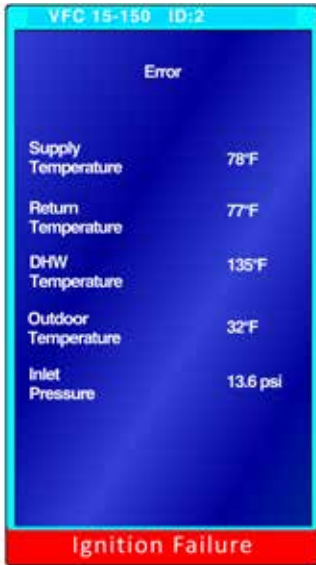 VFC 15-150 ID:2
Error
Supply
Temperature 78°F
Return
Temperature 77°F
DHW
Temperature 135°F
Outdoor
Temperature 32°F
Inlet
Pressure 13.6 psi
Ignition Failure